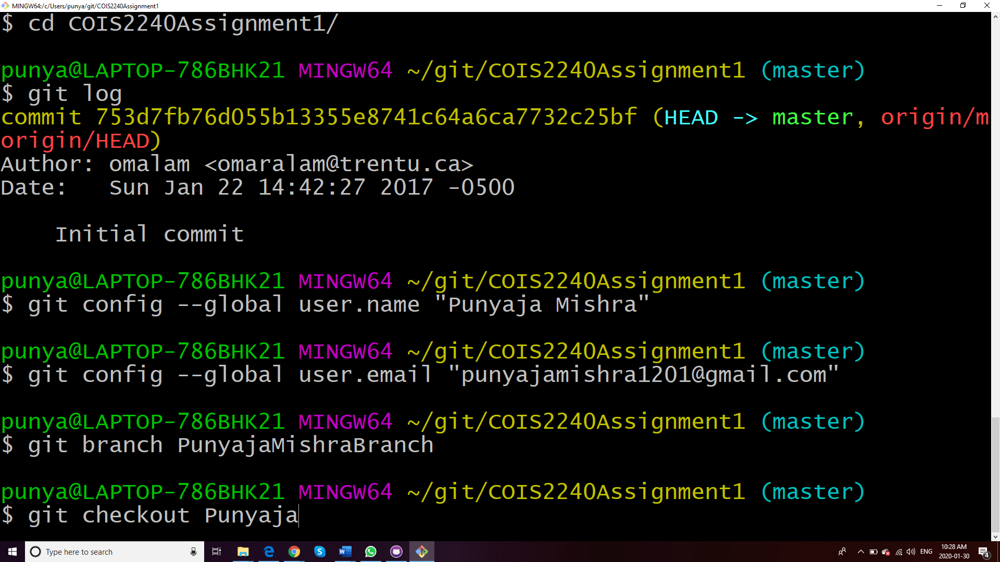 MINGW64:/c/Users/punya/git/COIS2240Assignment1
$ cd COIS2240Assignment1/
punya@LAPTOP-786BHK21 MINGW64 ~/git/COIS2240Assignment1 (master)
$ git log
commit 753d7fb76d055b13355e8741c64a6ca7732c25bf (HEAD -> master, origin/m
origin/HEAD)
Author: omalam <omaralam@trentu.ca>
Date:   Sun Jan 22 14:42:27 2017 -0500
Initial commit
punya@LAPTOP-786BHK21 MINGW64 ~/git/COIS2240Assignment1 (master)
$ git config --global user.name "Punyaja Mishra"
punya@LAPTOP-786BHK21 MINGW64 ~/git/COIS2240Assignment1 (master)
$ git config --global user.email "punyajamishra1201@gmail.com"
punya@LAPTOP-786BHK21 MINGW64 ~/git/COIS2240Assignment1 (master)
$ git branch PunyajaMishraBranch
punya@LAPTOP-786BHK21 MINGW64 ~/git/COIS2240Assignment1 (master)
$ git checkout Punyaja
Type here to search
ENG
10:28 AM
2020-01-30
4